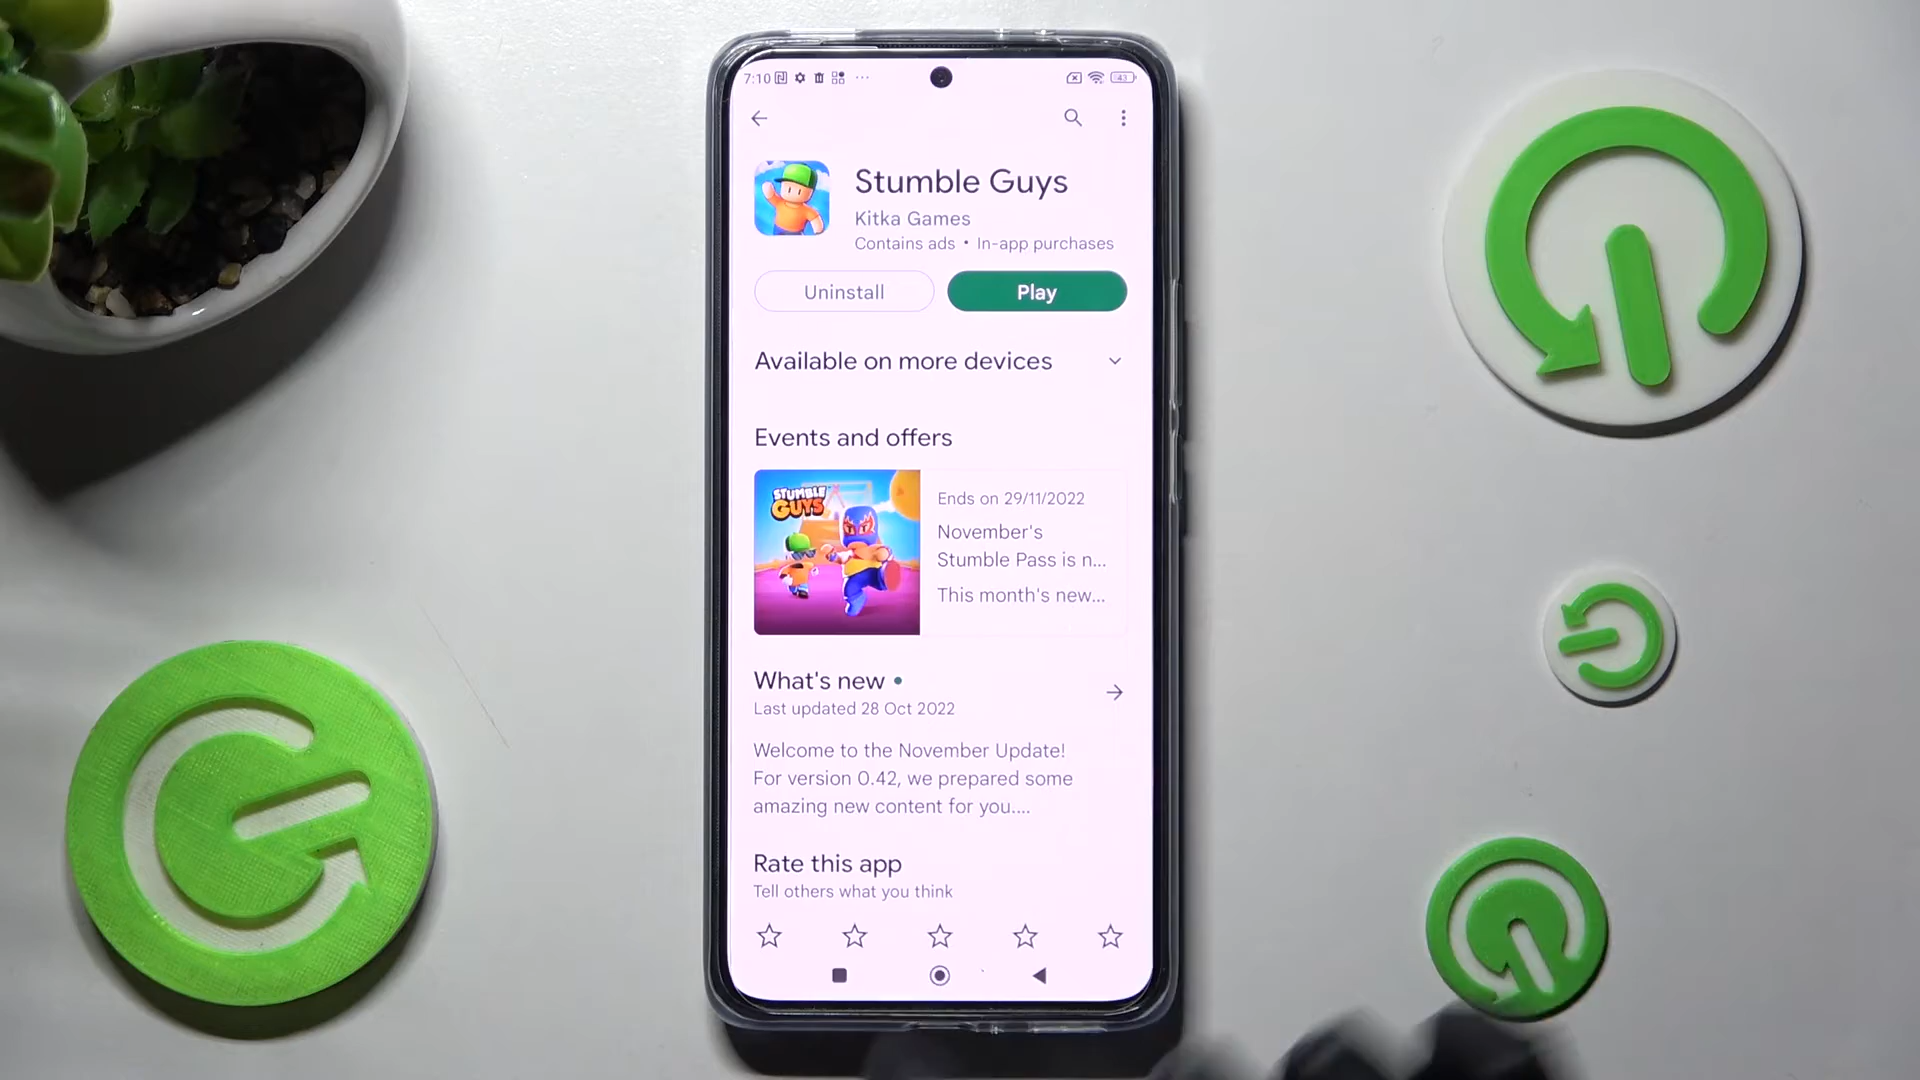 7:10
43
Stumble Guys
Kitka Games
Contains ads • In-app purchases
Uninstall
Play
Available on more devices
Events and offers
STUMBLE
GUYS
Ends on 29/11/2022
November's
Stumble Pass is n...
This month's new...
What's new •
Last updated 28 Oct 2022
Welcome to the November Update!
For version 0.42, we prepared some
amazing new content for you....
Rate this app
Tell others what you think